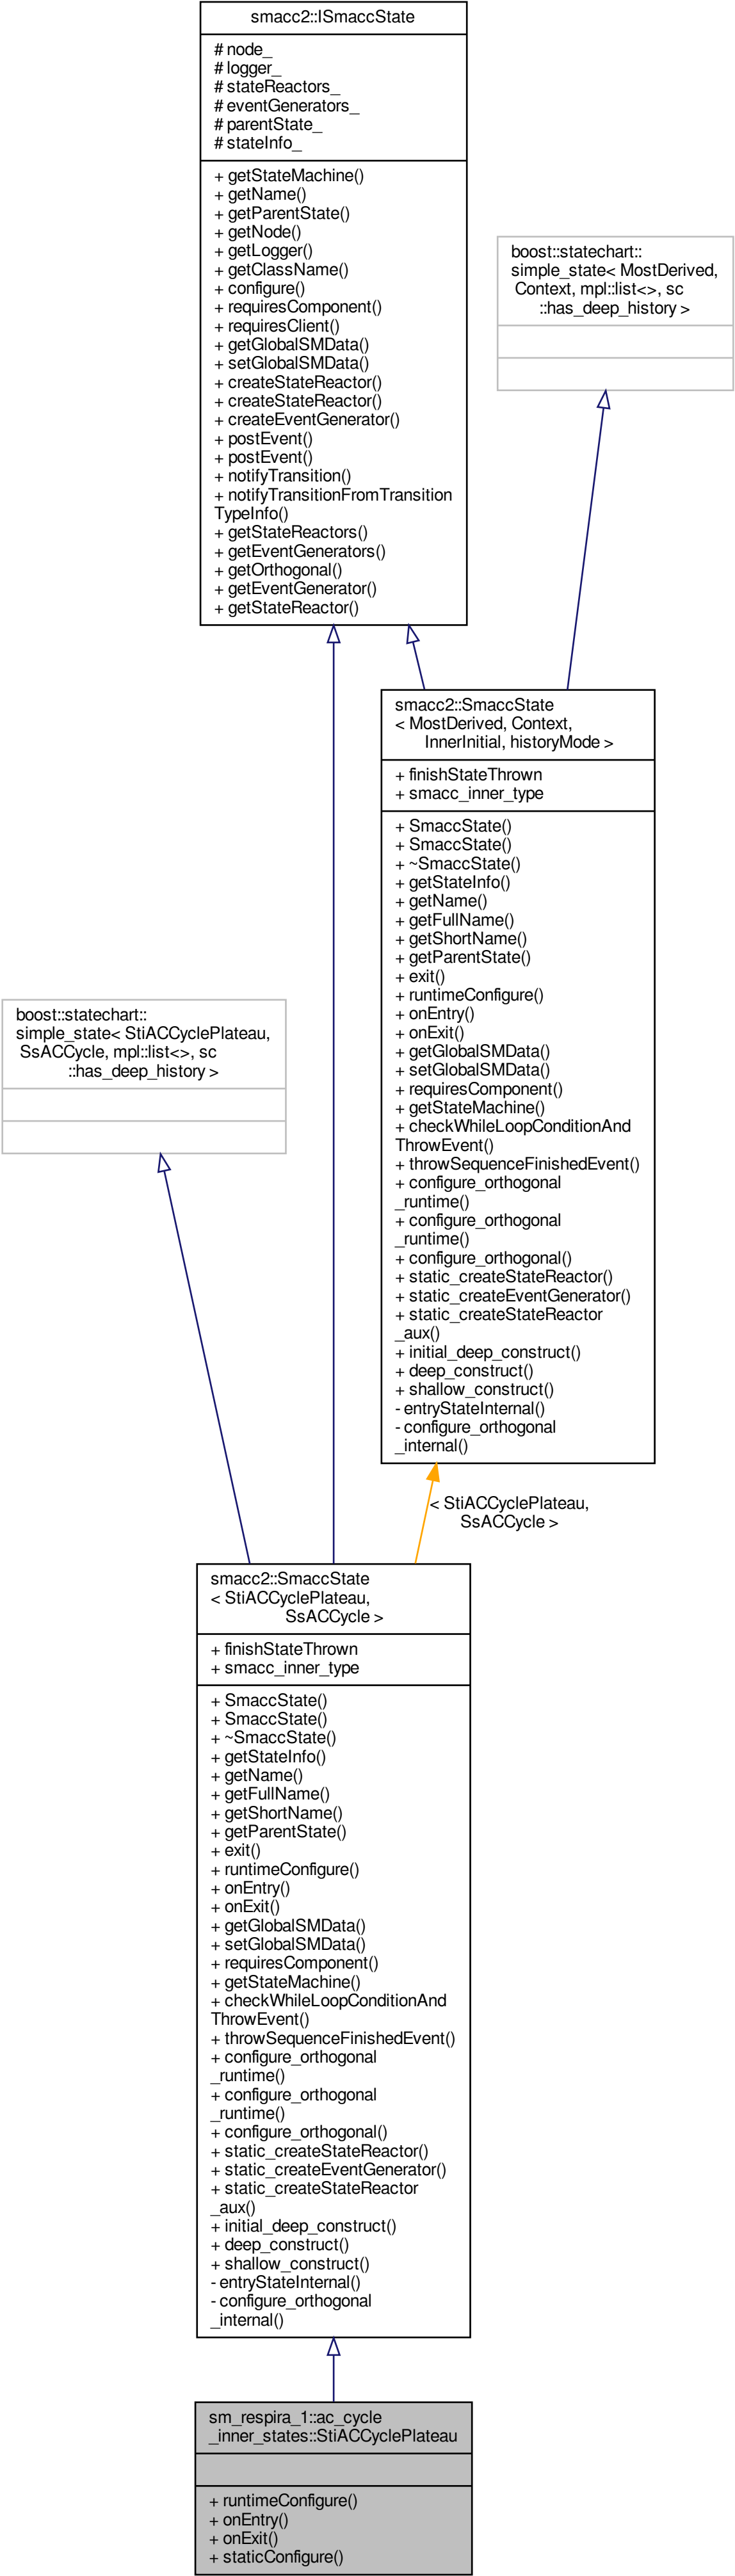 smacc2::ISmaccState
# node_
# logger_
# stateReactors_
# eventGenerators_
# parentState_
# stateInfo_
+ getStateMachine()
+ getName()
+ getParentState()
+ getNode()
+ getLogger()
+ getClassName()
+ configure()
+ requiresComponent()
+ requiresClient()
+ getGlobalSMData()
+ setGlobalSMData()
+ createStateReactor()
+ createStateReactor()
+ createEventGenerator()
+ postEvent()
+ postEvent()
+ notifyTransition()
+ notifyTransitionFromTransition
TypeInfo()
+ getStateReactors()
+ getEventGenerators()
+ getOrthogonal()
+ getEventGenerator()
+ getStateReactor()
boost::statechart::
simple_state< MostDerived,
Context, mpl::list<>, sc
::has_deep_history >
smacc2::SmaccState
< MostDerived, Context,
InnerInitial, historyMode >
+ finishStateThrown
+ smacc_inner_type
+ SmaccState()
+ SmaccState()
+ ~SmaccState()
+ getStateInfo()
+ getName()
+ getFullName()
+ getShortName()
+ getParentState()
+ exit()
+ runtimeConfigure()
+ onEntry()
+ onExit()
+ getGlobalSMData()
+ setGlobalSMData()
+ requiresComponent()
+ getStateMachine()
+ checkWhileLoopConditionAnd
ThrowEvent()
+ throwSequenceFinishedEvent()
+ configure_orthogonal
_runtime()
+ configure_orthogonal
_runtime()
+ configure_orthogonal()
+ static_createStateReactor()
+ static_createEventGenerator()
+ static_createStateReactor
_aux()
+ initial_deep_construct()
+ deep_construct()
+ shallow_construct()
- entryStateInternal()
- configure_orthogonal
_internal()
boost::statechart::
simple_state< StiACCyclePlateau,
SsACCycle, mpl::list<>, sc
::has_deep_history >
< StiACCyclePlateau,
SsACCycle >
smacc2::SmaccState
< StiACCyclePlateau,
SsACCycle >
+ finishStateThrown
+ smacc_inner_type
+ SmaccState()
+ SmaccState()
+ ~SmaccState()
+ getStateInfo()
+ getName()
+ getFullName()
+ getShortName()
+ getParentState()
+ exit()
+ runtimeConfigure()
+ onEntry()
+ onExit()
+ getGlobalSMData()
+ setGlobalSMData()
+ requiresComponent()
+ getStateMachine()
+ checkWhileLoopConditionAnd
ThrowEvent()
+ throwSequenceFinishedEvent()
+ configure_orthogonal
_runtime()
+ configure_orthogonal
_runtime()
+ configure_orthogonal()
+ static_createStateReactor()
+ static_createEventGenerator()
+ static_createStateReactor
_aux()
+ initial_deep_construct()
+ deep_construct()
+ shallow_construct()
- entryStateInternal()
- configure_orthogonal
_internal()
sm_respira_1::ac_cycle
_inner_states::StiACCyclePlateau
+ runtimeConfigure()
+ onEntry()
+ onExit()
+ staticConfigure()